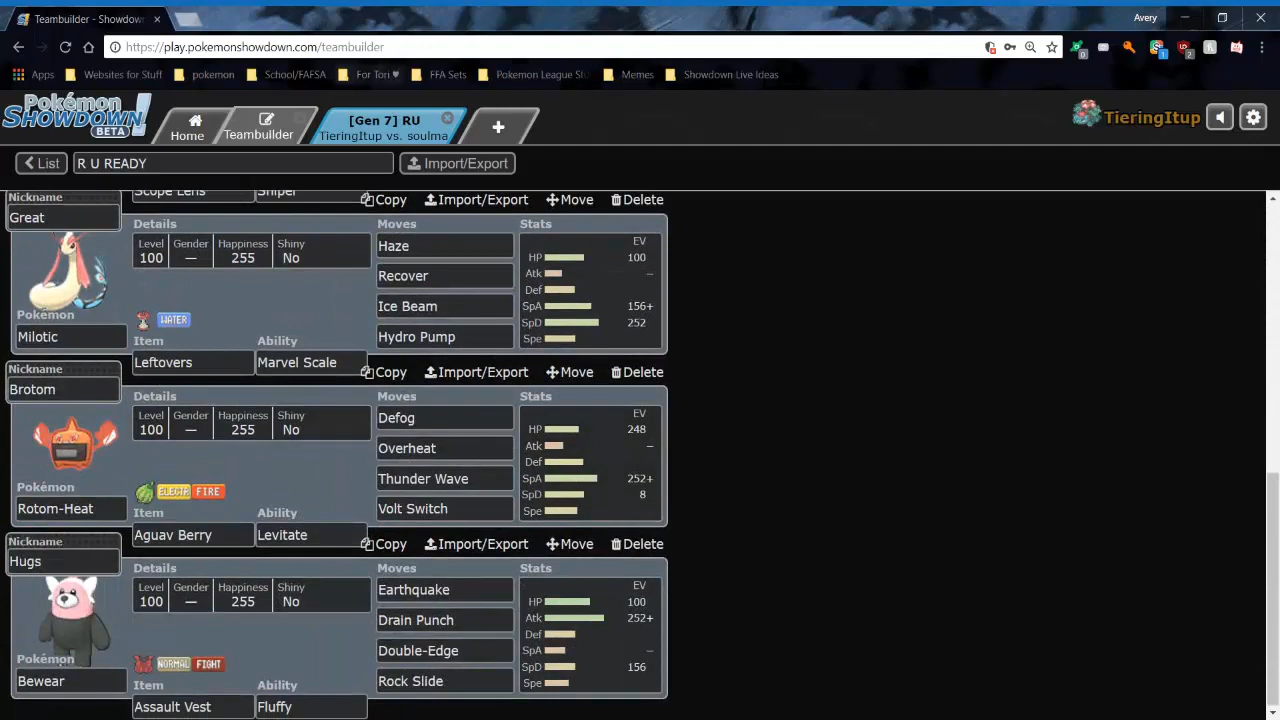 Teambuilder - Showdow
Avery
https://play.pokemonshowdown.com/teambuilder
Apps Websites for Stuff pokemon School/FAFSA For Tori ♥ FFA Sets Pokemon League Stu Memes Showdown Live Ideas
Pokémon
SHOWDOWN!
BETA
Home
Teambuilder
[Gen 7] RU
TieringItup vs. soulma
TieringItup
List
R U READY
Import/Export
Scope Lens Sniper
Copy Import/Export Move Delete
Nickname
Great
Details Moves Stats
Level Gender Happiness Shiny
100 — 255 No
Haze
Recover
Ice Beam
Hydro Pump
EV
HP 100
Atk –
Def
SpA 156+
SpD 252
Spe
Pokémon
Milotic
WATER
Item Ability
Leftovers Marvel Scale
Copy Import/Export Move Delete
Nickname
Brotom
Details Moves Stats
Level Gender Happiness Shiny
100 — 255 No
Defog
Overheat
Thunder Wave
Volt Switch
EV
HP 248
Atk –
Def
SpA 252+
SpD 8
Spe
Pokémon
Rotom-Heat
ELECTR FIRE
Item Ability
Aguav Berry Levitate
Copy Import/Export Move Delete
Nickname
Hugs
Details Moves Stats
Level Gender Happiness Shiny
100 — 255 No
Earthquake
Drain Punch
Double-Edge
Rock Slide
EV
HP 100
Atk 252+
Def
SpA –
SpD 156
Spe
Pokémon
Bewear
NORMAL FIGHT
Item Ability
Assault Vest Fluffy